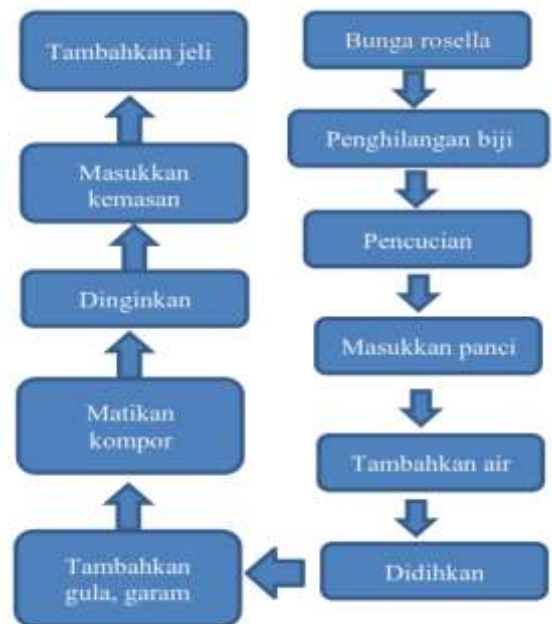 Bunga rosella
Penghilangan biji
Pencucian
Masukkan panci
Tambahkan air
Didihkan
Tambahkan
gula, garam
Matikan
kompor
Dinginkan
Masukkan
kemasan
Tambahkan jeli